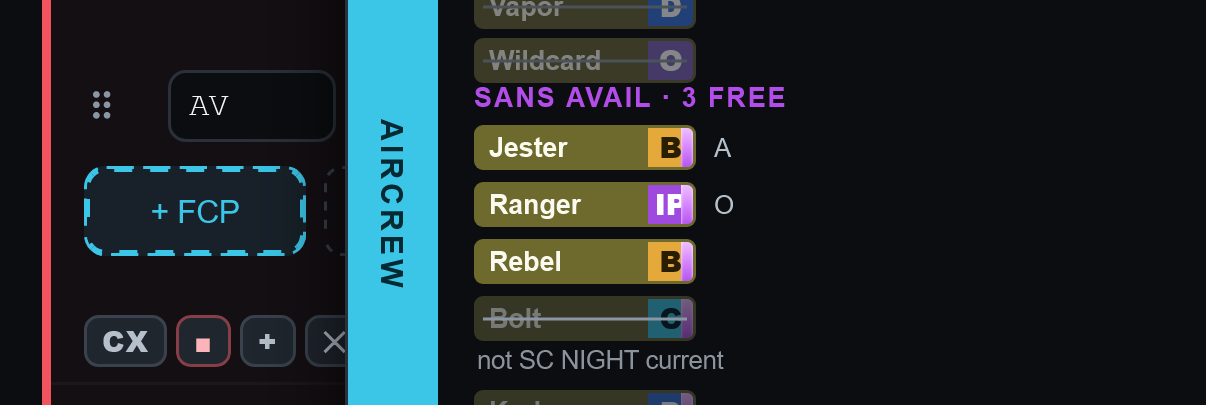 AV
+ FCP
CX
+
AIRCREW
Vapor D
Wildcard
SANS AVAIL · 3 FREE
Jester B A
Ranger IP O
Rebel B
Bolt C
not SC NIGHT current